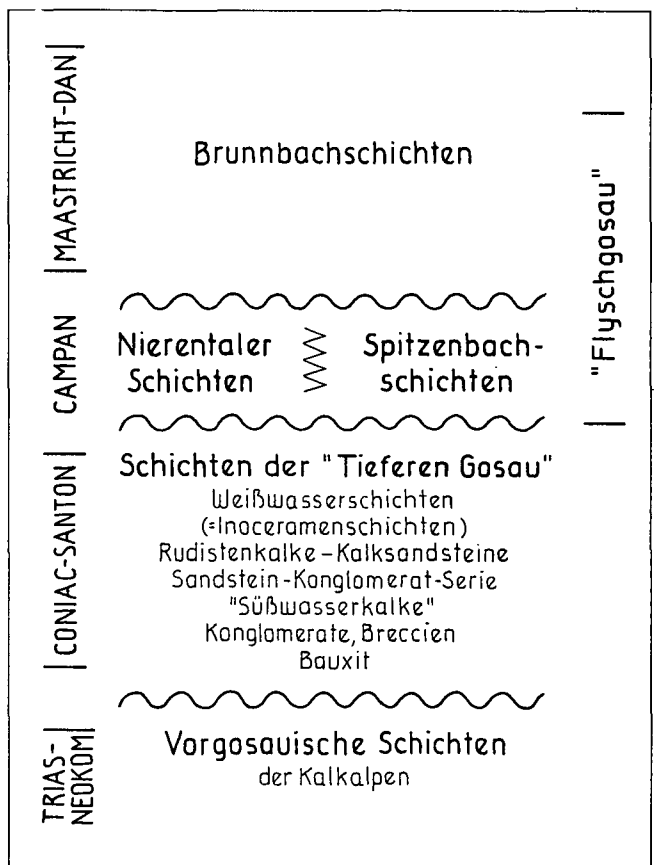 MAASTRICHT-DAN
Brunnbachschichten
"Flyschgosau"
CAMPAN
Nierentaler
Schichten
Spitzenbach-
schichten
CONIAC-SANTON
Schichten der "Tieferen Gosau"
Weißwasserschichten
(=Inoceramenschichten)
Rudistenkalke-Kalksandsteine
Sandstein-Konglomerat-Serie
"Süßwasserkalke"
Konglomerate, Breccien
Bauxit
TRIAS-
NEOKOM
Vorgosauische Schichten
der Kalkalpen